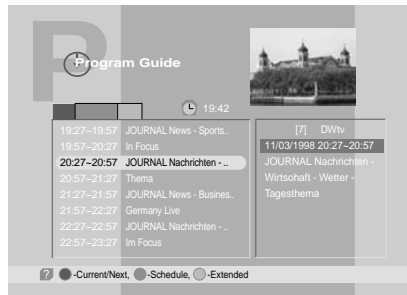 P
Program Guide
19:42
19:27~19:57 JOURNAL News - Sports..
19:57~20:27 In Focus
20:27~20:57 JOURNAL Nachrichten - ..
20:57~21:27 Thema
21:27~21:57 JOURNAL News - Busines..
21:57~22:27 Germany Live
22:27~22:57 JOURNAL Nachrichten - ..
22:57~23:27 Im Focus
[7] DWtv
11/03/1998 20:27~20:57
JOURNAL Nachrichten -
Wirtschaft - Wetter -
Tagesthema
? -Current/Next, -Schedule, -Extended